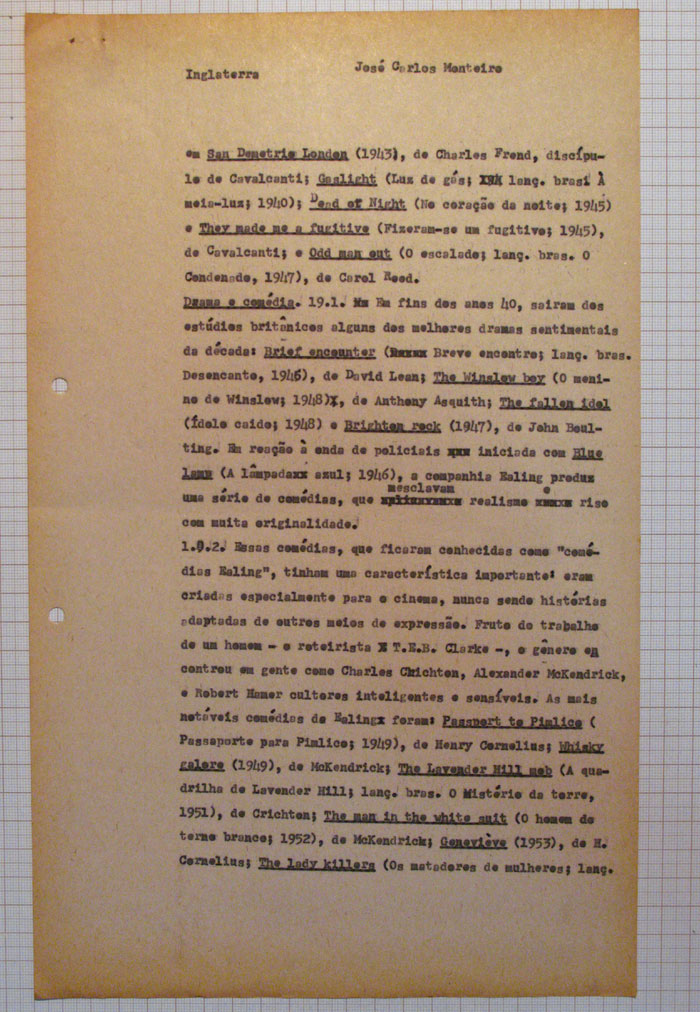 Inglaterra
José Carlos Monteiro
em San Demetrio London (1943), de Charles Frend, discípu-
lo de Cavalcanti; Gaslight (Luz de gás; lanç. brasi À
meia-luz; 1940); Dead of Night (No coração da noite; 1945)
e They made me a fugitive (Fizeram-se um fugitivo; 1945),
de Cavalcanti; e Odd man out (O escalado; lanç. bras. O
Condenado, 1947), de Carol Reed.
Drama e comédia. 19.1. Em fins dos anos 40, sairam dos
estúdios britânicos alguns dos melhores dramas sentimentais
da década: Brief encounter (Breve encontro; lanç. bras.
Desencanto, 1946), de David Lean; The Winslow boy (O meni-
no de Winslow; 1948), de Anthony Asquith; The fallen idol
(Ídolo caido; 1948) e Brighton rock (1947), de John Boul-
ting. Em reação à onda de policiais iniciada com Blue
lamp (A lâmpada azul; 1946), a companhia Ealing produz
uma série de comédias, que mesclavam realismo e riso
com muita originalidade.
1.9.2. Essas comédias, que ficaram conhecidas como "comé-
dias Ealing", tinham uma característica importante: eram
criadas especialmente para o cinema, nunca sendo histórias
adaptadas de outros meios de expressão. Fruto do trabalho
de um homem - o roteirista T.E.B. Clarke -, o gênero en
controu em gente como Charles Crichton, Alexander McKendrick,
e Robert Hamer cultores inteligentes e sensíveis. As mais
notáveis comédias de Ealing foram: Passport to Pimlico (
Passaporte para Pimlico; 1949), de Henry Cornelius; Whisky
galore (1949), de McKendrick; The Lavender Hill mob (A qua-
drilha de Lavender Hill; lanç. bras. O Mistério da torre,
1951), de Crichton; The man in the white suit (O homem do
terno branco; 1952), de McKendrick; Geneviève (1953), de H.
Cornelius; The lady killers (Os matadores de mulheres; lanç.